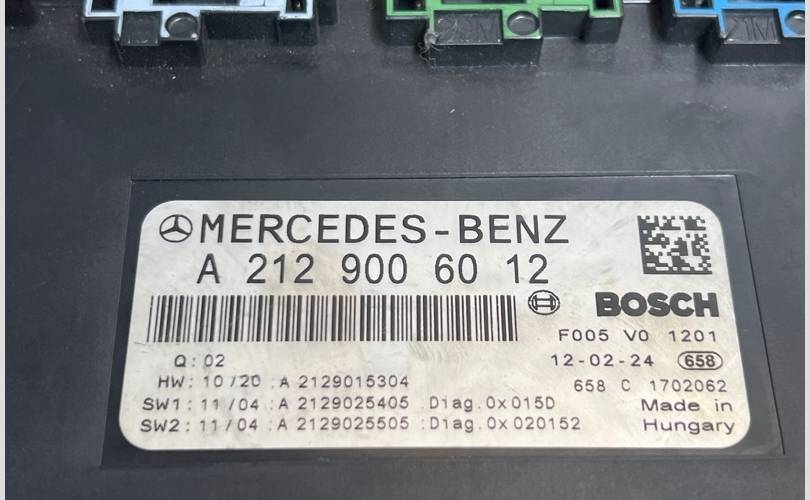 21M
MERCEDES-BENZ
A 212 900 60 12
BOSCH
F005 V0 1201
Q: 02
12-02-24 658
HW: 10/20 :A 2129015304
658 C 1702062
SW1: 11/04 :A 2129025405 :Diag.0x015D
Made in
SW2: 11/04 :A 2129025505 :Diag.0x020152
Hungary